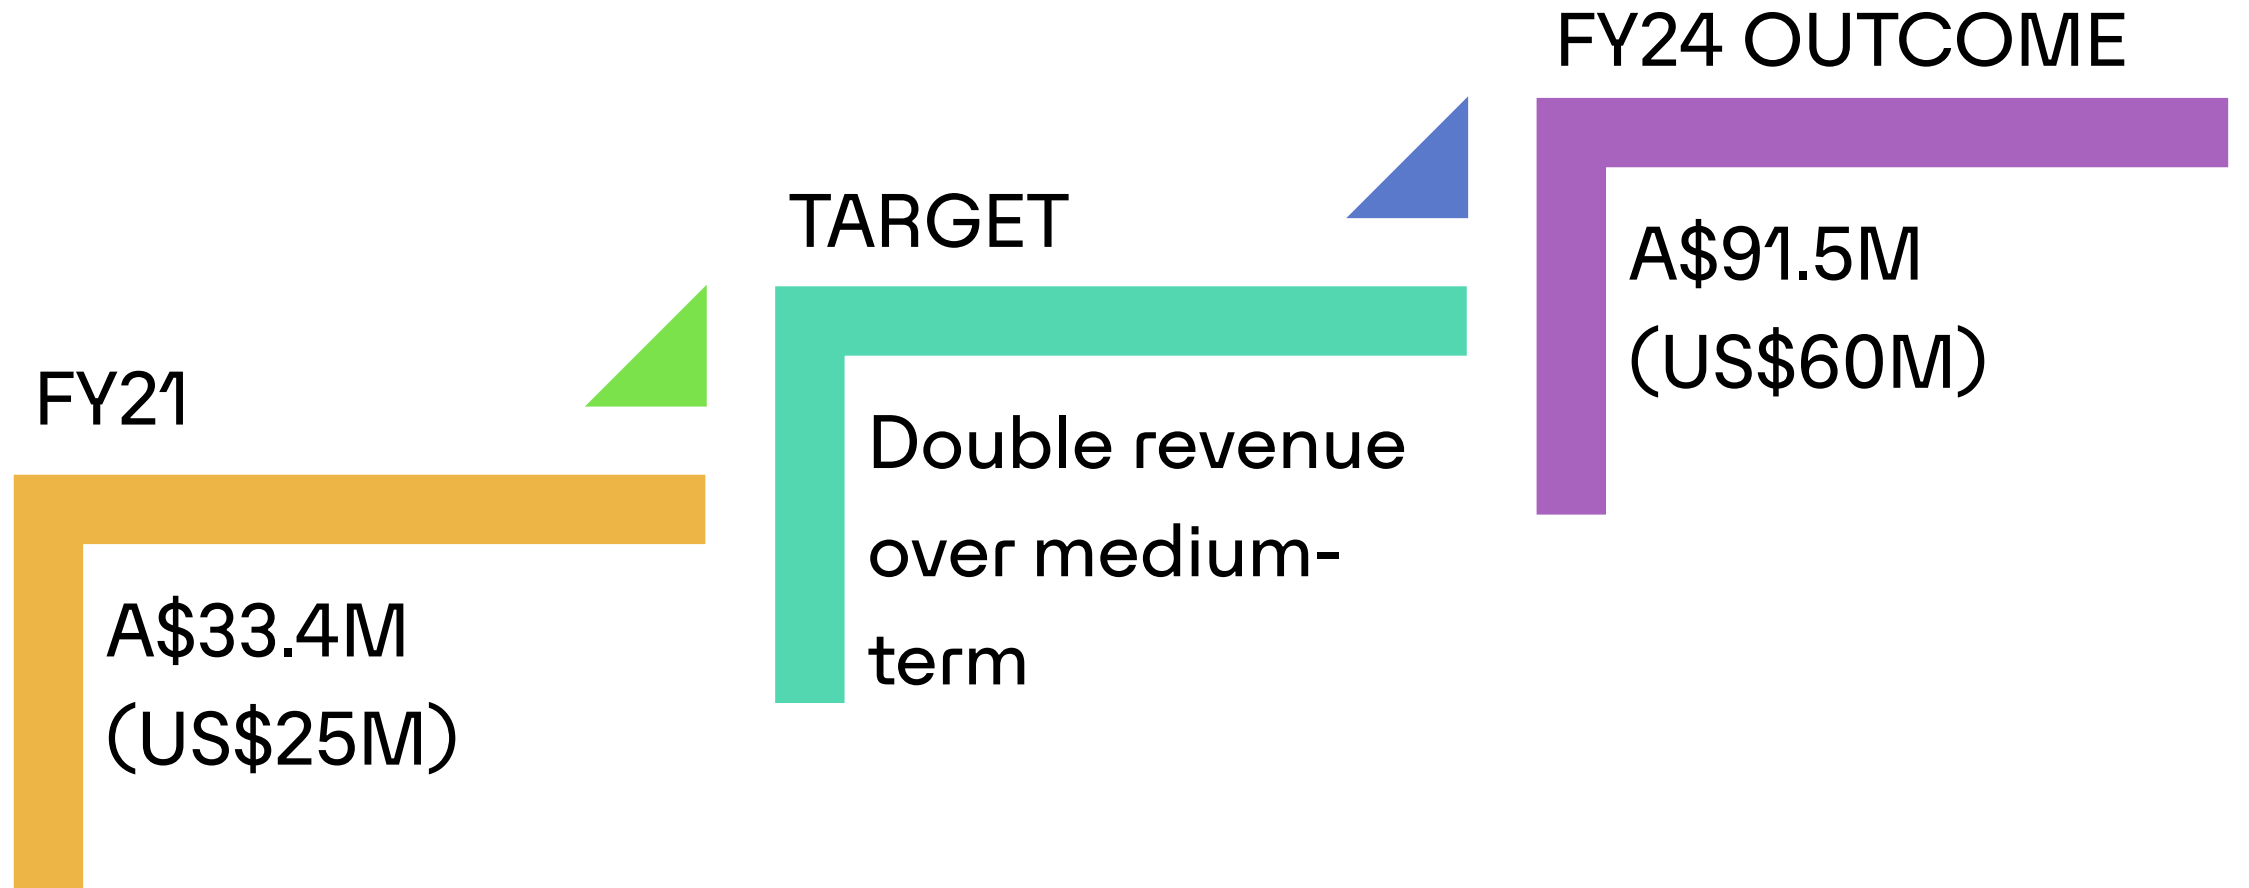 FY21
A$33.4M
(US$25M)
TARGET
Double revenue
over medium-
term
FY24 OUTCOME
A$91.5M
(US$60M)